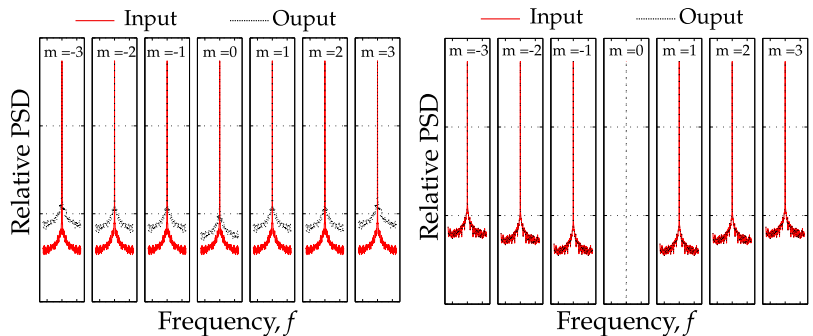 Input Ouput
m =-3 m =-2 m =-1 m =0 m =1 m =2 m =3
Relative PSD
Frequency, f
Input Ouput
m =-3 m =-2 m =-1 m =0 m =1 m =2 m =3
Relative PSD
Frequency, f